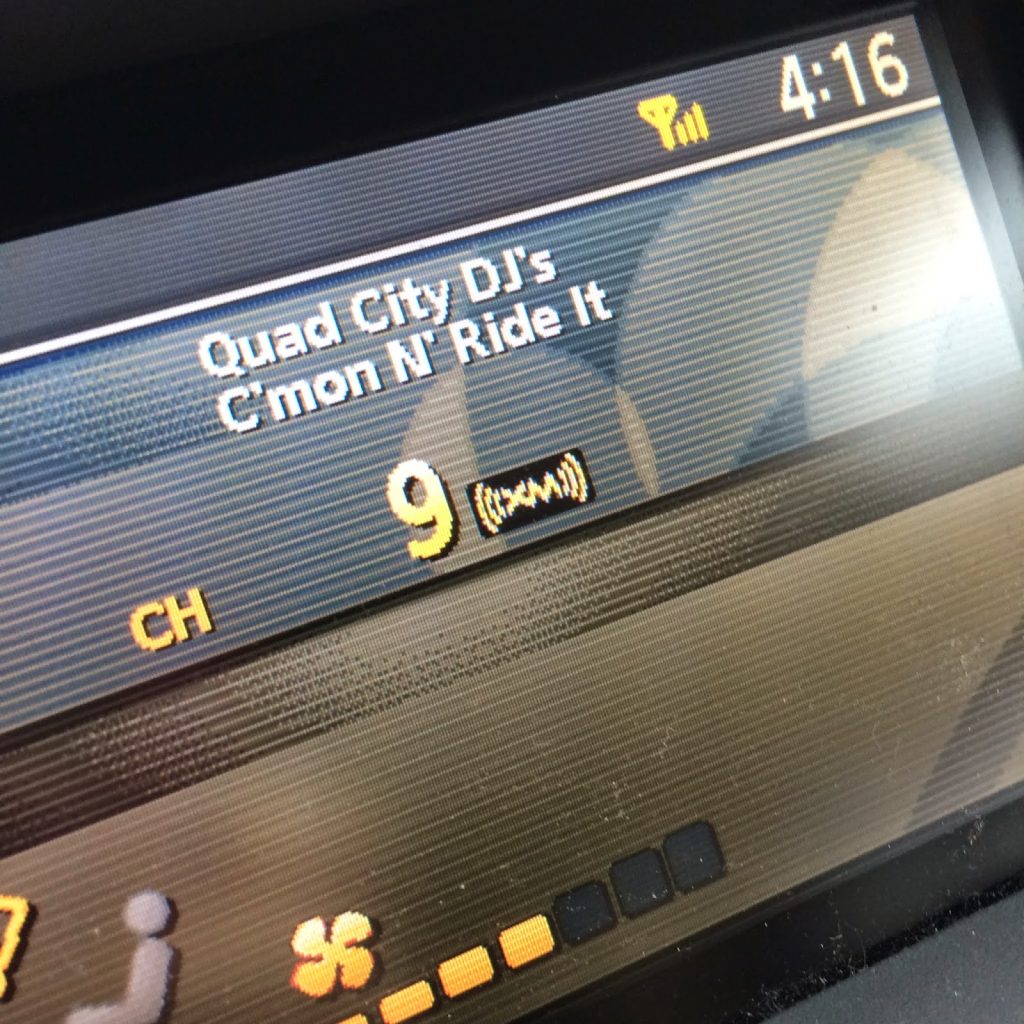 4:16
Quad City DJ's
C'mon N' Ride It
9 ((XM))
CH